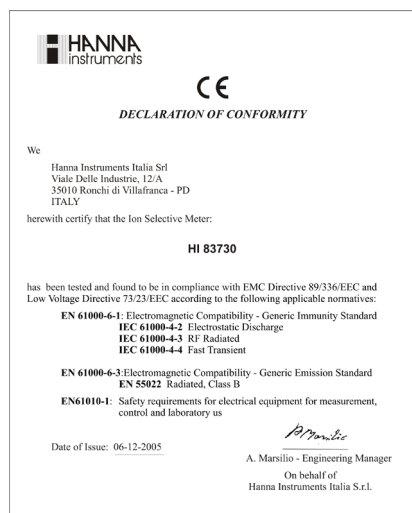 HANNA
instruments
CE
DECLARATION OF CONFORMITY
We
Hanna Instruments Italia Srl
Viale Delle Industrie, 12/A
35010 Ronchi di Villafranca - PD
ITALY
herewith certify that the Ion Selective Meter:
HI 83730
has been tested and found to be in compliance with EMC Directive 89/336/EEC and
Low Voltage Directive 73/23/EEC according to the following applicable normatives:
EN 61000-6-1: Electromagnetic Compatibility - Generic Immunity Standard
IEC 61000-4-2 Electrostatic Discharge
IEC 61000-4-3 RF Radiated
IEC 61000-4-4 Fast Transient
EN 61000-6-3:Electromagnetic Compatibility - Generic Emission Standard
EN 55022 Radiated, Class B
EN61010-1: Safety requirements for electrical equipment for measurement,
control and laboratory us
Date of Issue: 06-12-2005
A. Marsilio - Engineering Manager
On behalf of
Hanna Instruments Italia S.r.l.